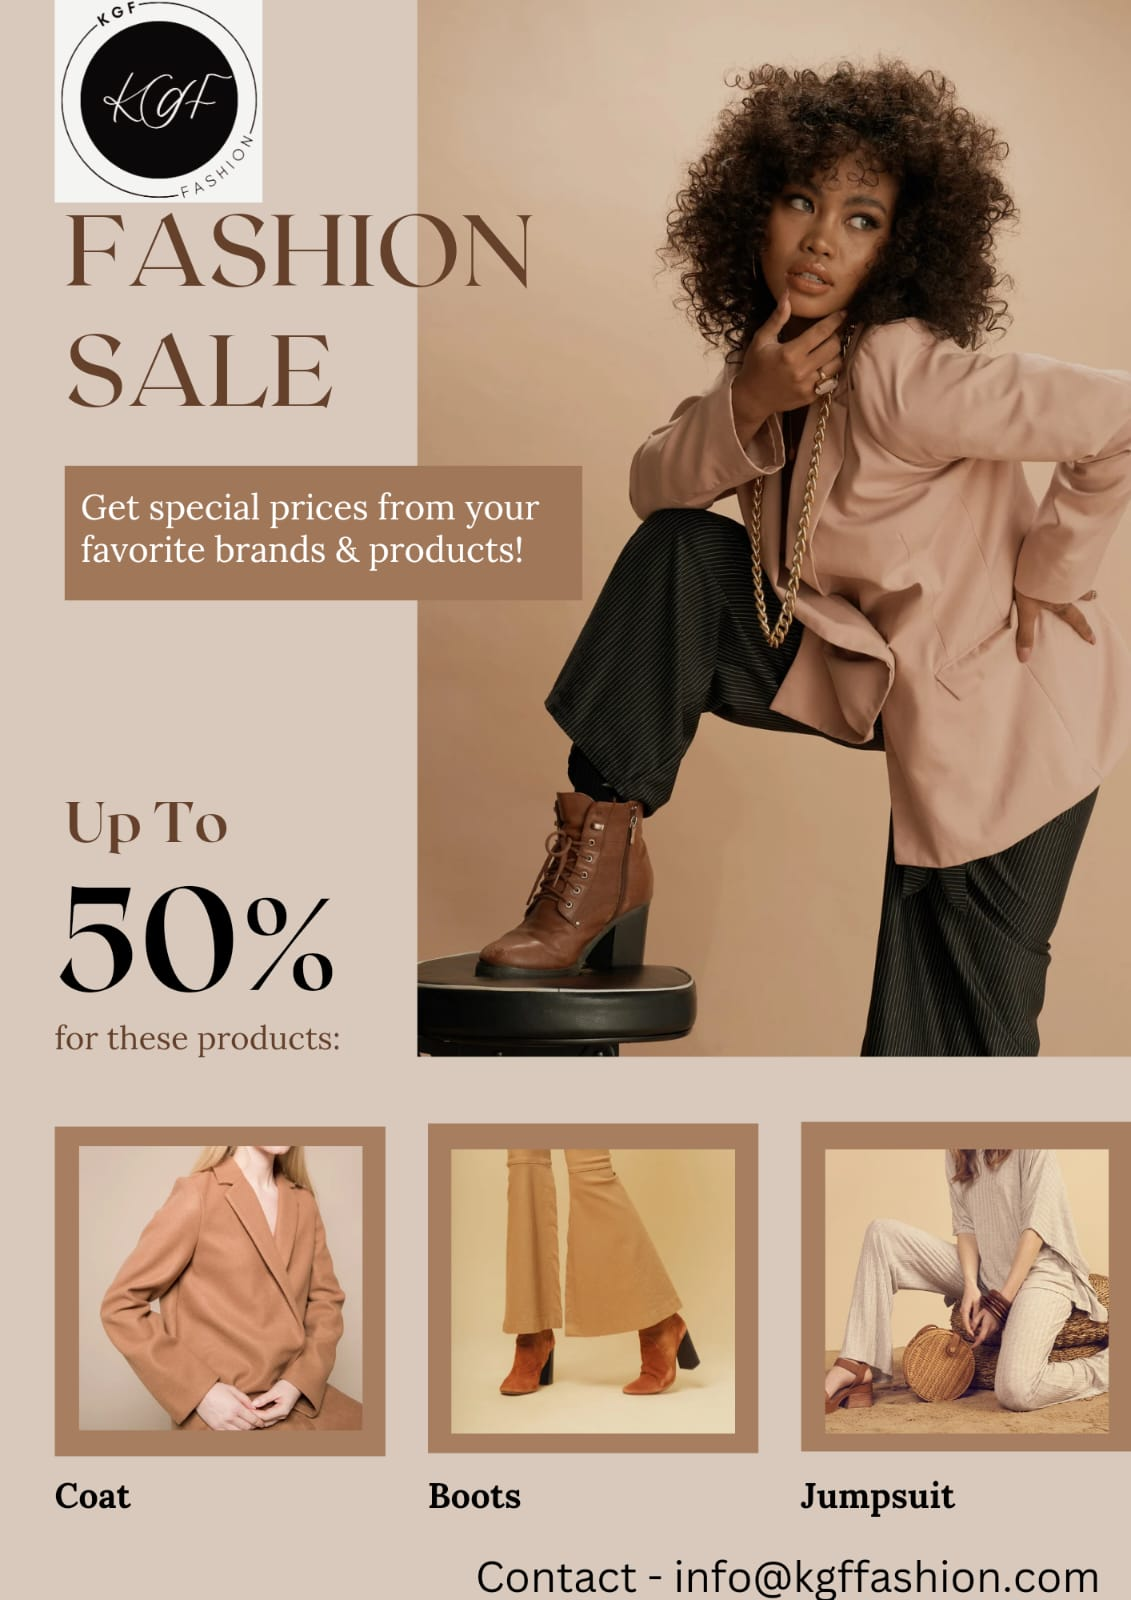 KGF
KGF
FASHION
FASHION
SALE
Get special prices from your
favorite brands & products!
Up To
50%
for these products:
Coat
Boots
Jumpsuit
Contact - info@kgffashion.com